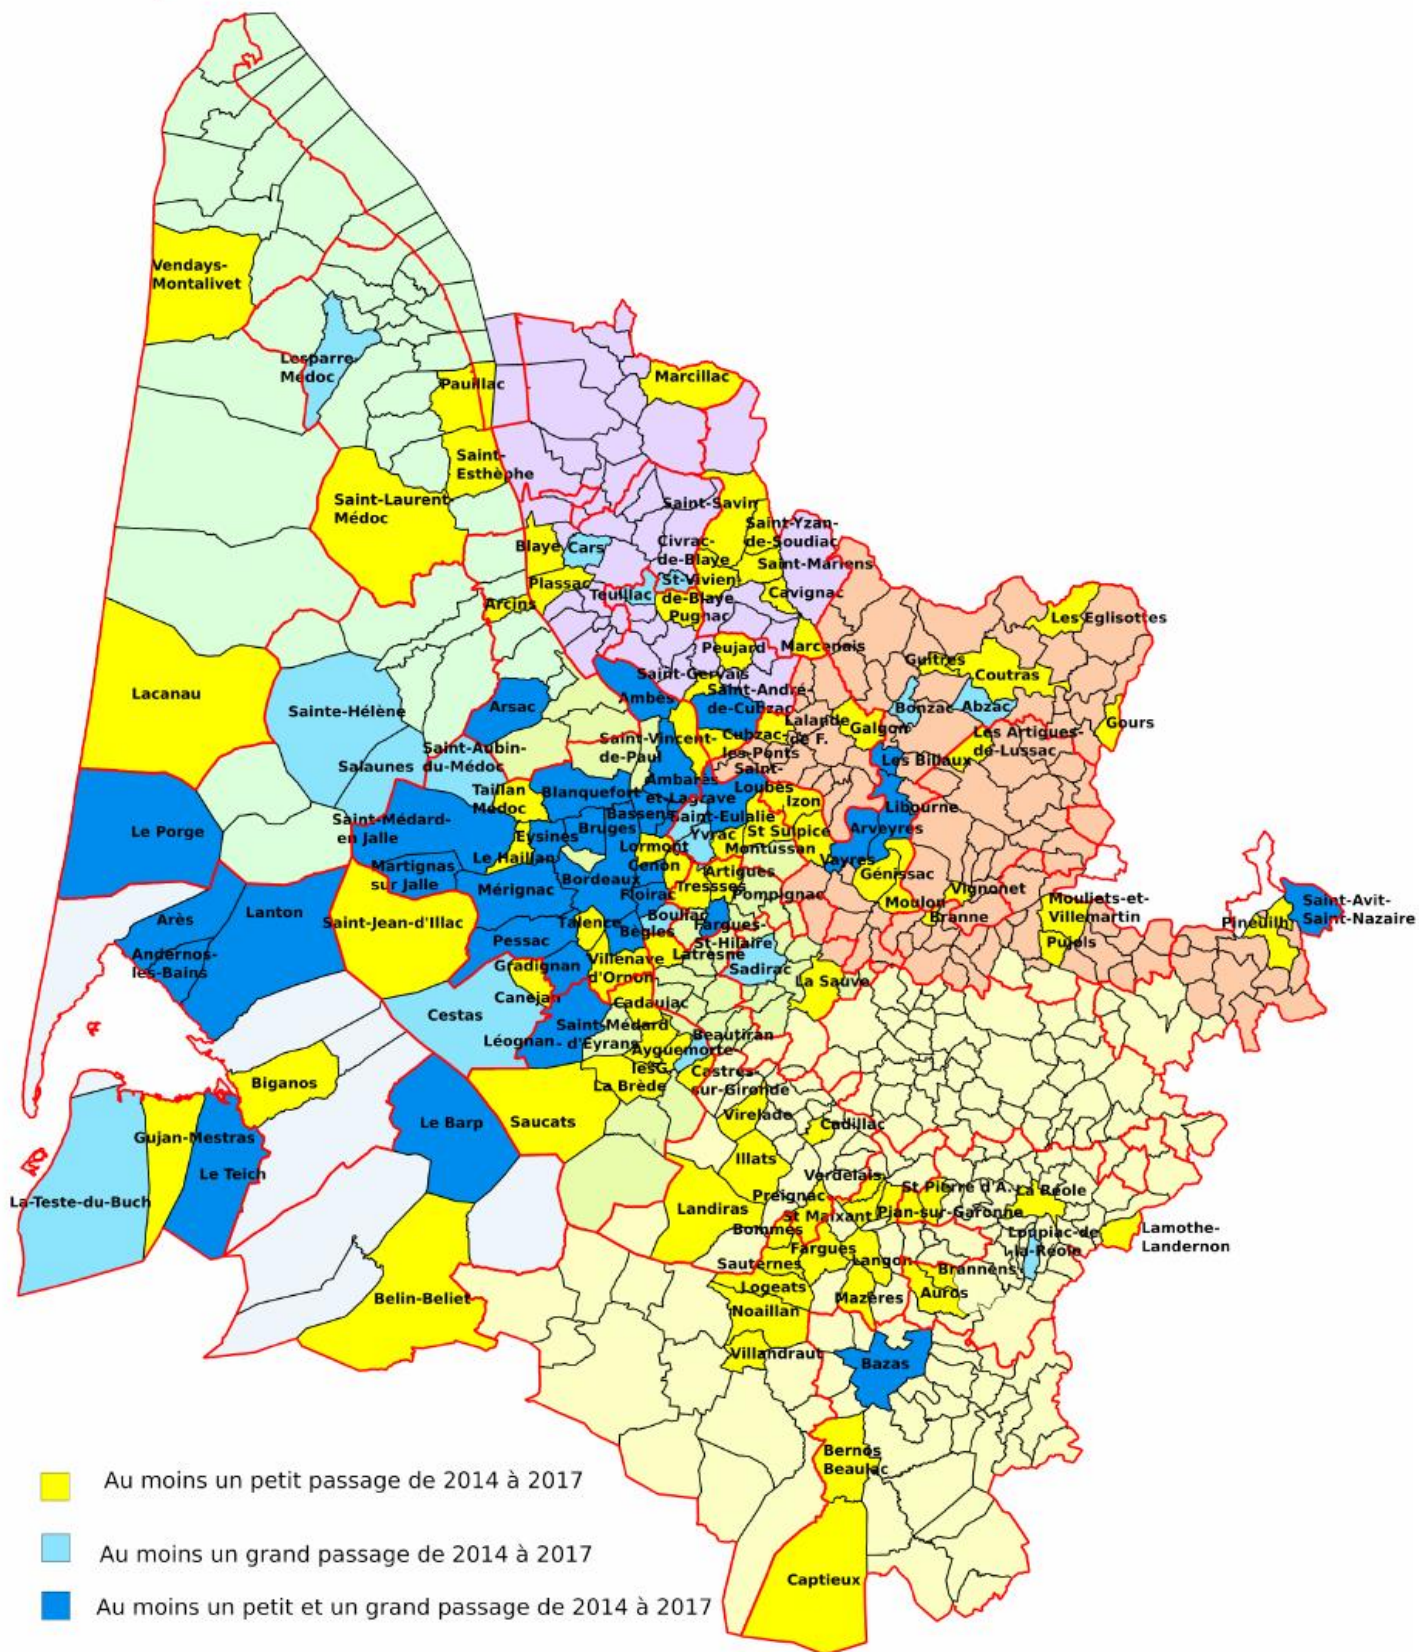 Vendays-
Montalivet
Lesparre-
Médoc
Pauillac
Marcillac
Saint-
Esthèphe
Saint-Laurent
Médoc
Saint-Savin
Saint-Yzan-
de-Soudiac
Blaye
Cars
Civrac-
de-Blaye
Saint-Mariens
Plassac
Teuillac
St-Vivien
de-Blaye
Cavignac
Arcins
Pugnac
Les Eglisottes
Peujard
Marcenais
Guitres
Coutras
Saint-Gervais
Lacanau
Sainte-Hélène
Arsac
Ambès
Saint-André-
de-Cubzac
Bonzac
Abzac
Gours
Lalande
de F.
Galgon
Les Artigues-
de-Lussac
Saint-Aubin-
du-Médoc
Saint-Vincent-
de-Paul
Cubzac-
les-Ponts
Salaunes
Les Billaux
Saint-
Loubès
Taillan
Médoc
Blanquefort
Ambarès
et-Lagrave
Izon
Libourne
Le Porge
Saint-Médard-
en Jalle
Eysines
Bruges
Bassens
Saint-Eulalie
Yvrac
St Sulpice
Arveyres
Le Haillan
Lormont
Montussan
Martignas
sur Jalle
Cenon
Vayres
Mérignac
Bordeaux
Artigues
Génissac
Floirac
Tressses
Pompignac
Moulon
Vignonet
Branne
Mouliets-et-
Villemartin
Saint-Avit-
Saint-Nazaire
Pineuilh
Arès
Lanton
Saint-Jean-d'Illac
Talence
Bègles
Bouliac
Fargues-
St-Hilaire
Pujols
Andernos-
les-Bains
Pessac
Gradignan
Villenave
d'Ornon
Latresne
Sadirac
La Sauve
Canéjan
Cestas
Cadaujac
Léognan
Saint-Médard
d'Eyrans
Beautiran
Ayguemorte-
lesG.
La Brède
Castres-
sur-Gironde
Biganos
Virelade
Le Barp
Saucats
Cadillac
Gujan-Mestras
Le Teich
Illats
Verdelais
La-Teste-du-Buch
Preignac
St Pierre d'A.
La Réole
Landiras
St Maixant
Pian-sur-Garonne
Bommes
Loupiac-de-
la-Réole
Lamothe-
Landernon
Fargues
Sauternes
Langon
Brannens
Logeats
Mazères
Auros
Belin-Beliet
Noaillan
Villandraut
Bazas
Bernos
Beaulac
Captieux
Au moins un petit passage de 2014 à 2017
Au moins un grand passage de 2014 à 2017
Au moins un petit et un grand passage de 2014 à 2017